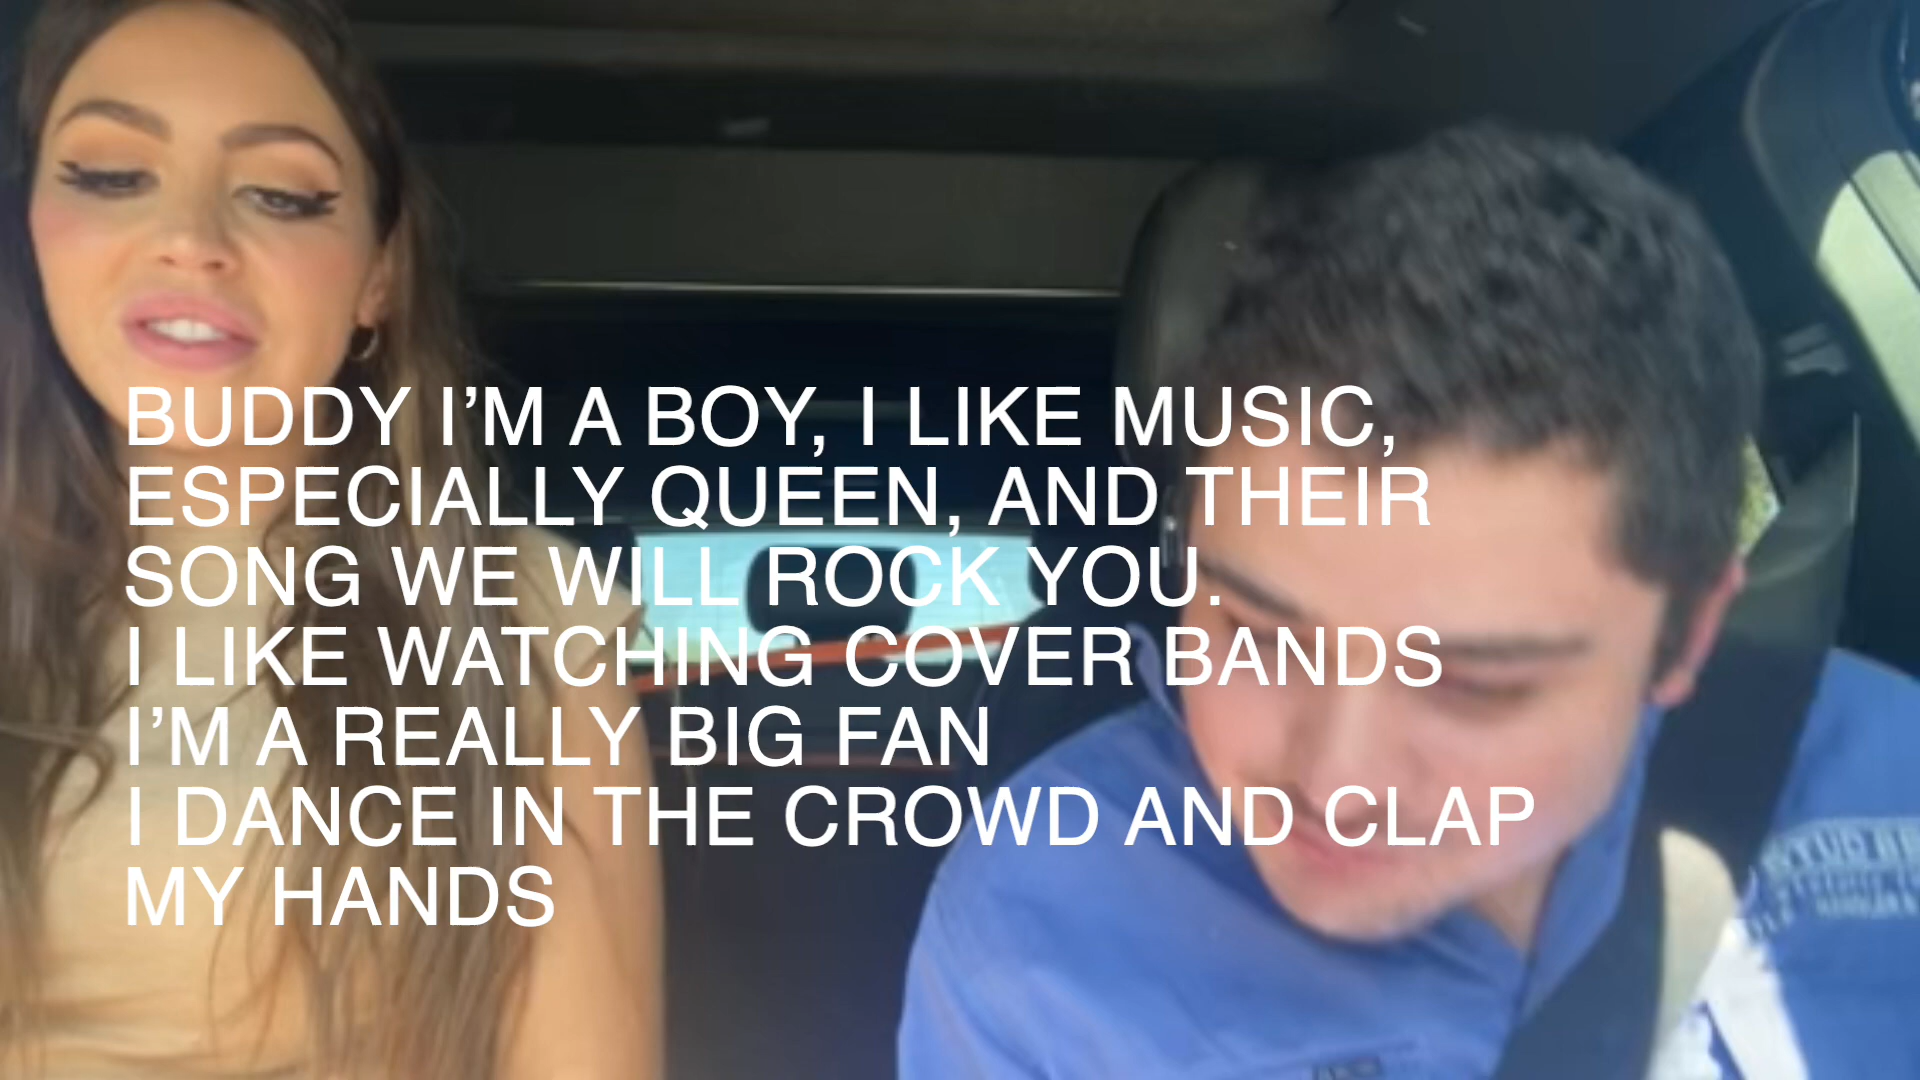 BUDDY I’M A BOY, I LIKE MUSIC,
ESPECIALLY QUEEN, AND THEIR
SONG WE WILL ROCK YOU.
I LIKE WATCHING COVER BANDS
I’M A REALLY BIG FAN
I DANCE IN THE CROWD AND CLAP
MY HANDS